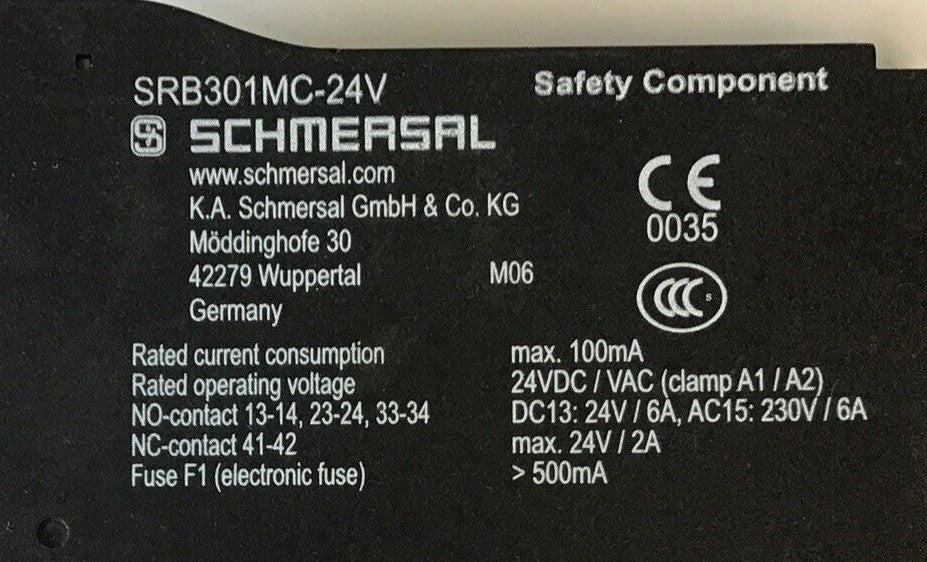 SRB301MC-24V
Safety Component
SCHMERSAL
www.schmersal.com
K.A. Schmersal GmbH & Co. KG
Möddinghofe 30
42279 Wuppertal
M06
Germany
CE
0035
CCC S
Rated current consumption max. 100mA
Rated operating voltage 24VDC / VAC (clamp A1 / A2)
NO-contact 13-14, 23-24, 33-34 DC13: 24V / 6A, AC15: 230V / 6A
NC-contact 41-42 max. 24V / 2A
Fuse F1 (electronic fuse) > 500mA